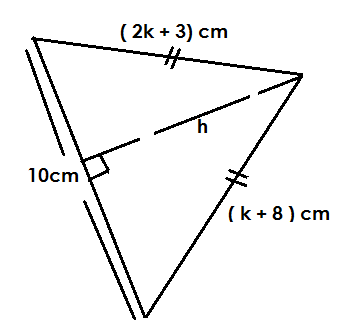 ( 2k + 3) cm
h
10cm
( k + 8 ) cm